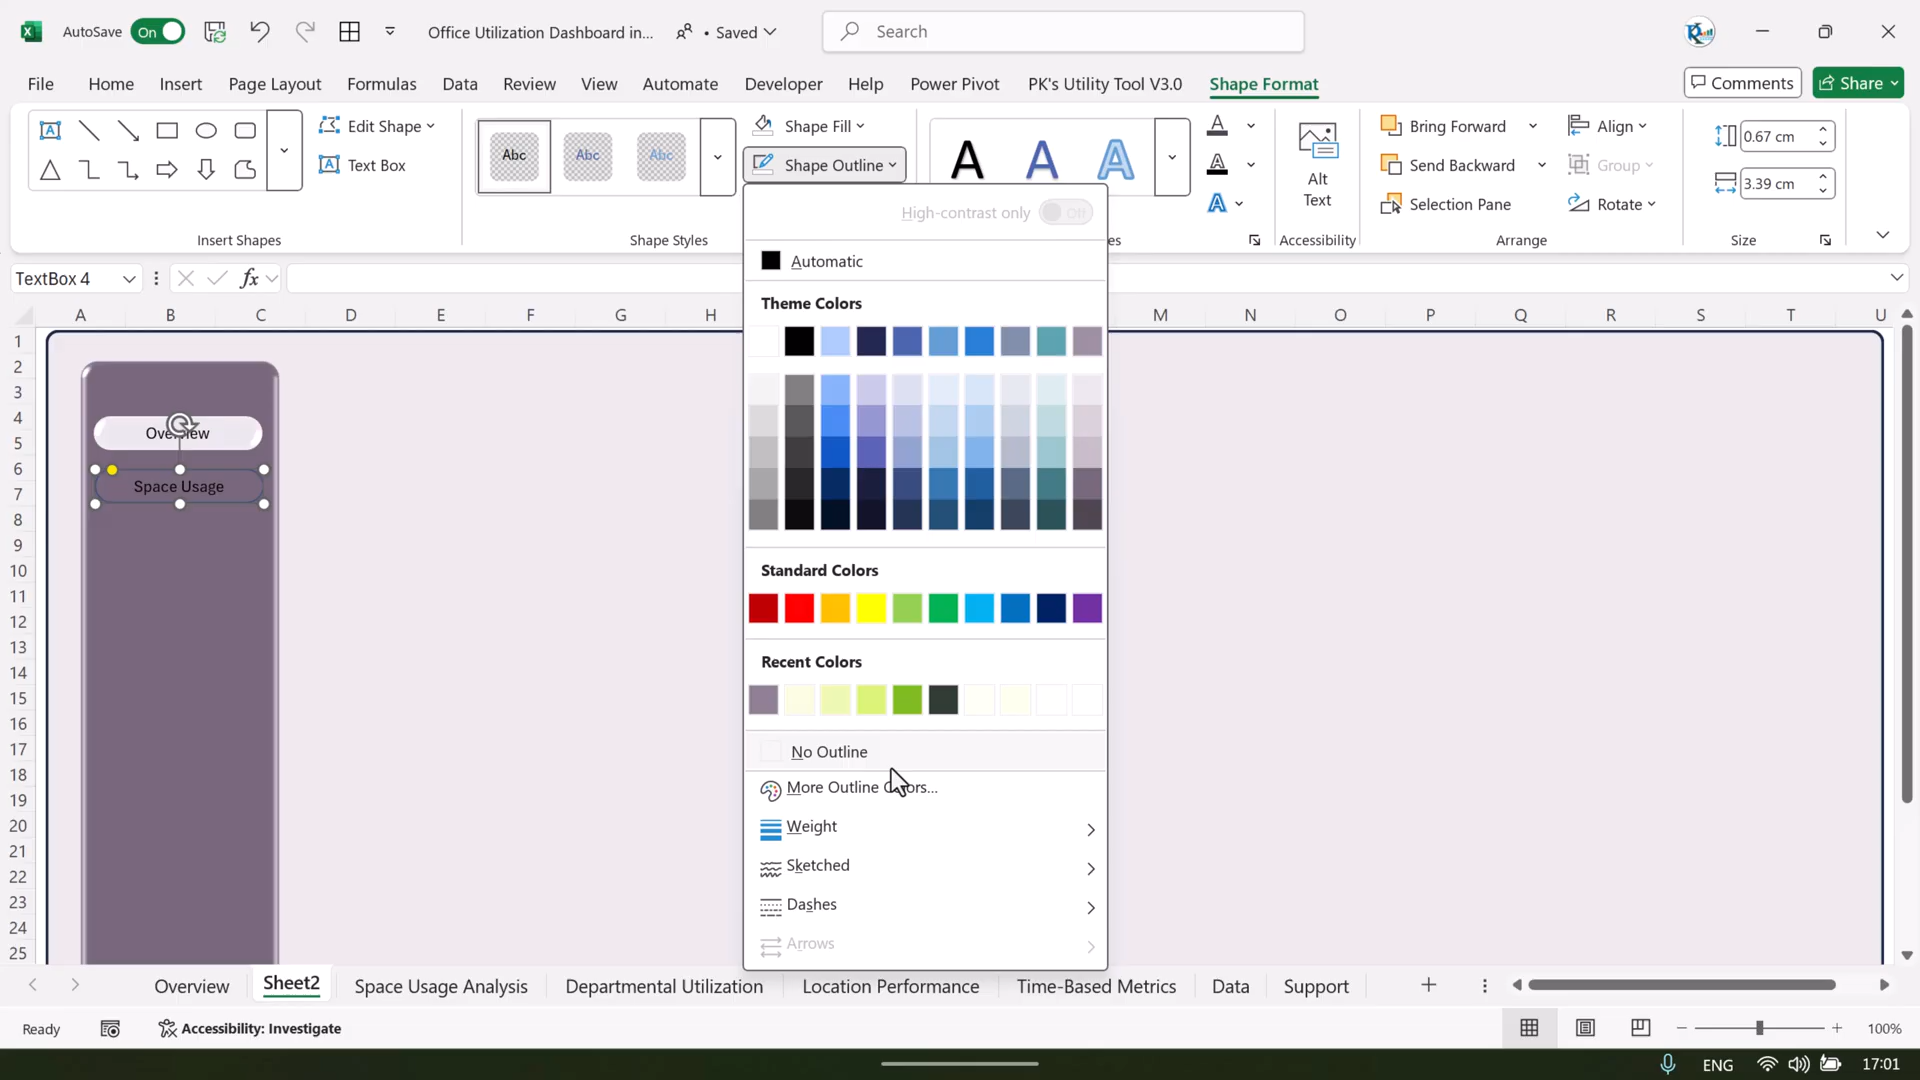 AutoSave On Office Utilization Dashboard in... • Saved Search
File Home Insert Page Layout Formulas Data Review View Automate Developer Help Power Pivot PK's Utility Tool V3.0 Shape Format Comments Share
Edit Shape
Text Box
Insert Shapes
Abc Abc Abc
Shape Styles
Shape Fill
Shape Outline
A A A
A
A
A
es
Alt
Text
Accessibility
Bring Forward
Send Backward
Selection Pane
Align
Group
Rotate
Arrange
0.67 cm
3.39 cm
Size
TextBox 4 fx
A B C D E F G H M N O P Q R S T U
1
2
3
4
5
6
7
8
9
10
11
12
13
14
15
16
17
18
19
20
21
22
23
24
25
Overview
Space Usage
High-contrast only Off
Automatic
Theme Colors
Standard Colors
Recent Colors
No Outline
More Outline Colors...
Weight
Sketched
Dashes
Arrows
Overview Sheet2 Space Usage Analysis Departmental Utilization Location Performance Time-Based Metrics Data Support
Ready Accessibility: Investigate 100%
ENG 17:01